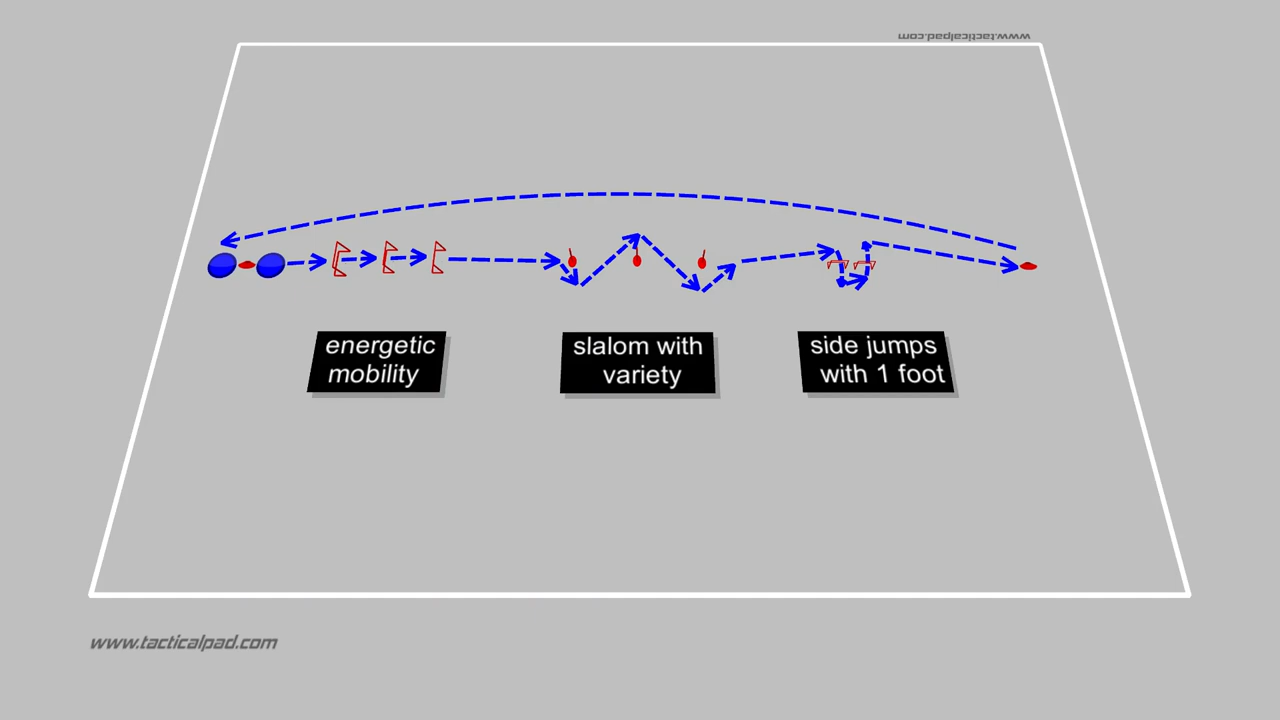 www.tacticalpad.com
energetic
mobility
slalom with
variety
side jumps
with 1 foot
www.tacticalpad.com